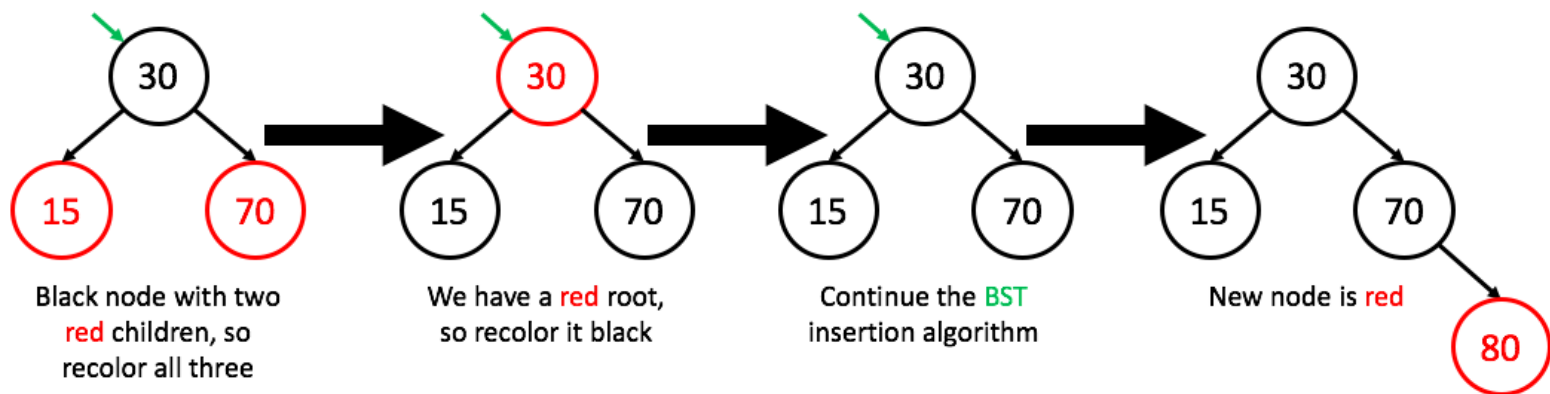 30
15
70
Black node with two
red children, so
recolor all three
30
15
70
We have a red root,
so recolor it black
30
15
70
Continue the BST
insertion algorithm
30
15
70
New node is red
80